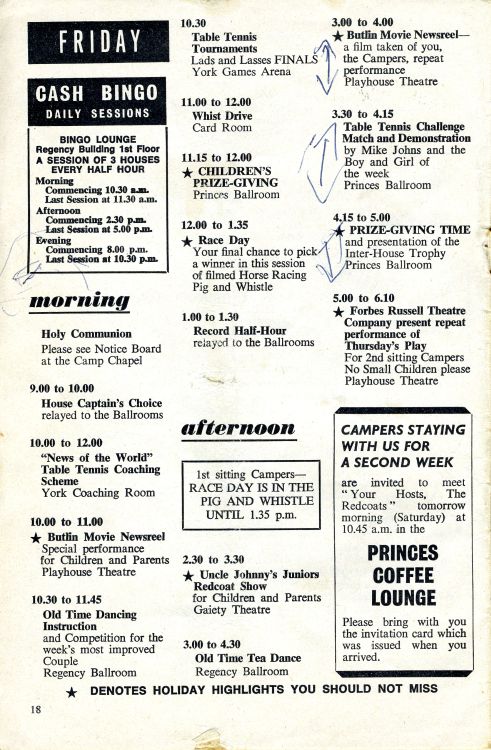 FRIDAY
CASH BINGO
DAILY SESSIONS
BINGO LOUNGE
Regency Building 1st Floor
A SESSION OF 3 HOUSES
EVERY HALF HOUR
Morning
Commencing 10.30 a.m.
Last Session at 11.30 a.m.
Afternoon
Commencing 2.30 p.m.
Last Session at 5.00 p.m.
Evening
Commencing 8.00 p.m.
Last Session at 10.30 p.m.
morning
Holy Communion
Please see Notice Board
at the Camp Chapel
9.00 to 10.00
House Captain's Choice
relayed to the Ballrooms
10.00 to 12.00
"News of the World"
Table Tennis Coaching
Scheme
York Coaching Room
10.00 to 11.00
★ Butlin Movie Newsreel
Special performance
for Children and Parents
Playhouse Theatre
10.30 to 11.45
Old Time Dancing
Instruction
and Competition for the
week's most improved
Couple
Regency Ballroom
10.30
Table Tennis
Tournaments
Lads and Lasses FINALS
York Games Arena
11.00 to 12.00
Whist Drive
Card Room
11.15 to 12.00
★ CHILDREN'S
PRIZE-GIVING
Princes Ballroom
12.00 to 1.35
★ Race Day
Your final chance to pick
a winner in this session
of filmed Horse Racing
Pig and Whistle
1.00 to 1.30
Record Half-Hour
relayed to the Ballrooms
afternoon
1st sitting Campers—
RACE DAY IS IN THE
PIG AND WHISTLE
UNTIL 1.35 p.m.
2.30 to 3.30
★ Uncle Johnny's Juniors
Redcoat Show
for Children and Parents
Gaiety Theatre
3.00 to 4.30
Old Time Tea Dance
Regency Ballroom
3.00 to 4.00
★ Butlin Movie Newsreel—
a film taken of you,
the Campers, repeat
performance
Playhouse Theatre
3.30 to 4.15
Table Tennis Challenge
Match and Demonstration
by Mike Johns and the
Boy and Girl of
the week
Princes Ballroom
4.15 to 5.00
★ PRIZE-GIVING TIME
and presentation of the
Inter-House Trophy
Princes Ballroom
5.00 to 6.10
★ Forbes Russell Theatre
Company present repeat
performance of
Thursday's Play
For 2nd sitting Campers
No Small Children please
Playhouse Theatre
CAMPERS STAYING
WITH US FOR
A SECOND WEEK
are invited to meet
"Your Hosts, The
Redcoats" tomorrow
morning (Saturday) at
10.45 a.m. in the
PRINCES
COFFEE
LOUNGE
Please bring with you
the invitation card which
was issued when you
arrived.
★ DENOTES HOLIDAY HIGHLIGHTS YOU SHOULD NOT MISS
18